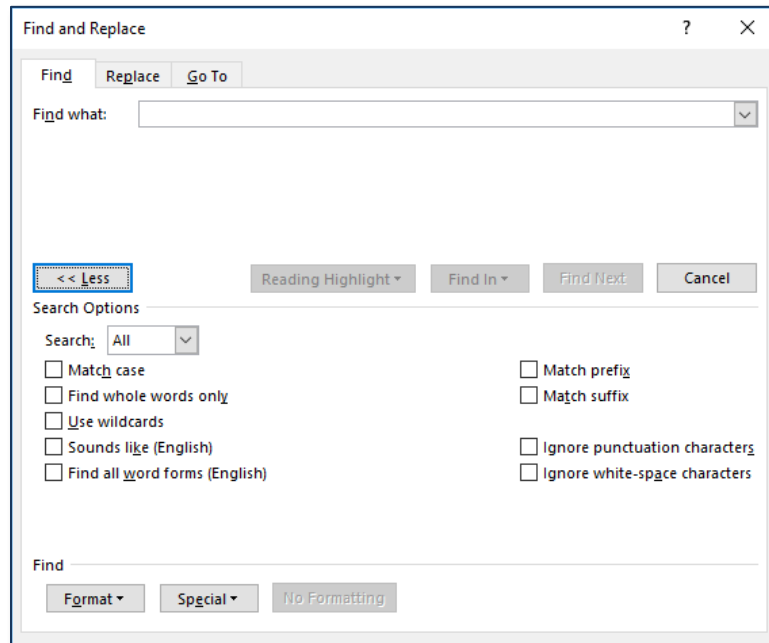 Find and Replace ?
Find Replace Go To
Find what:
<< Less Reading Highlight Find In Find Next Cancel
Search Options
Search: All
Match case Match prefix
Find whole words only Match suffix
Use wildcards
Sounds like (English) Ignore punctuation characters
Find all word forms (English) Ignore white-space characters
Find
Format Special No Formatting